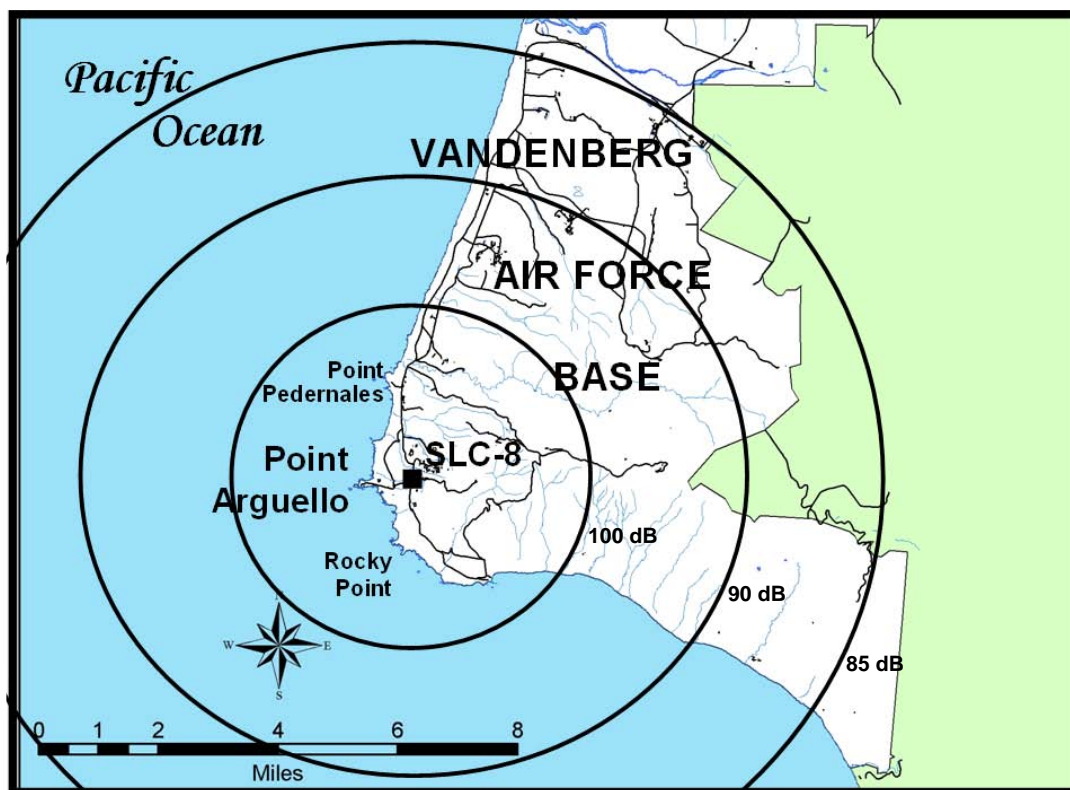 Pacific
Ocean
VANDENBERG
AIR FORCE
BASE
Point
Pedernales
SLC-8
Point
Arguello
100 dB
Rocky
Point
90 dB
85 dB
W
E
S
0 1 2 4 6 8
Miles